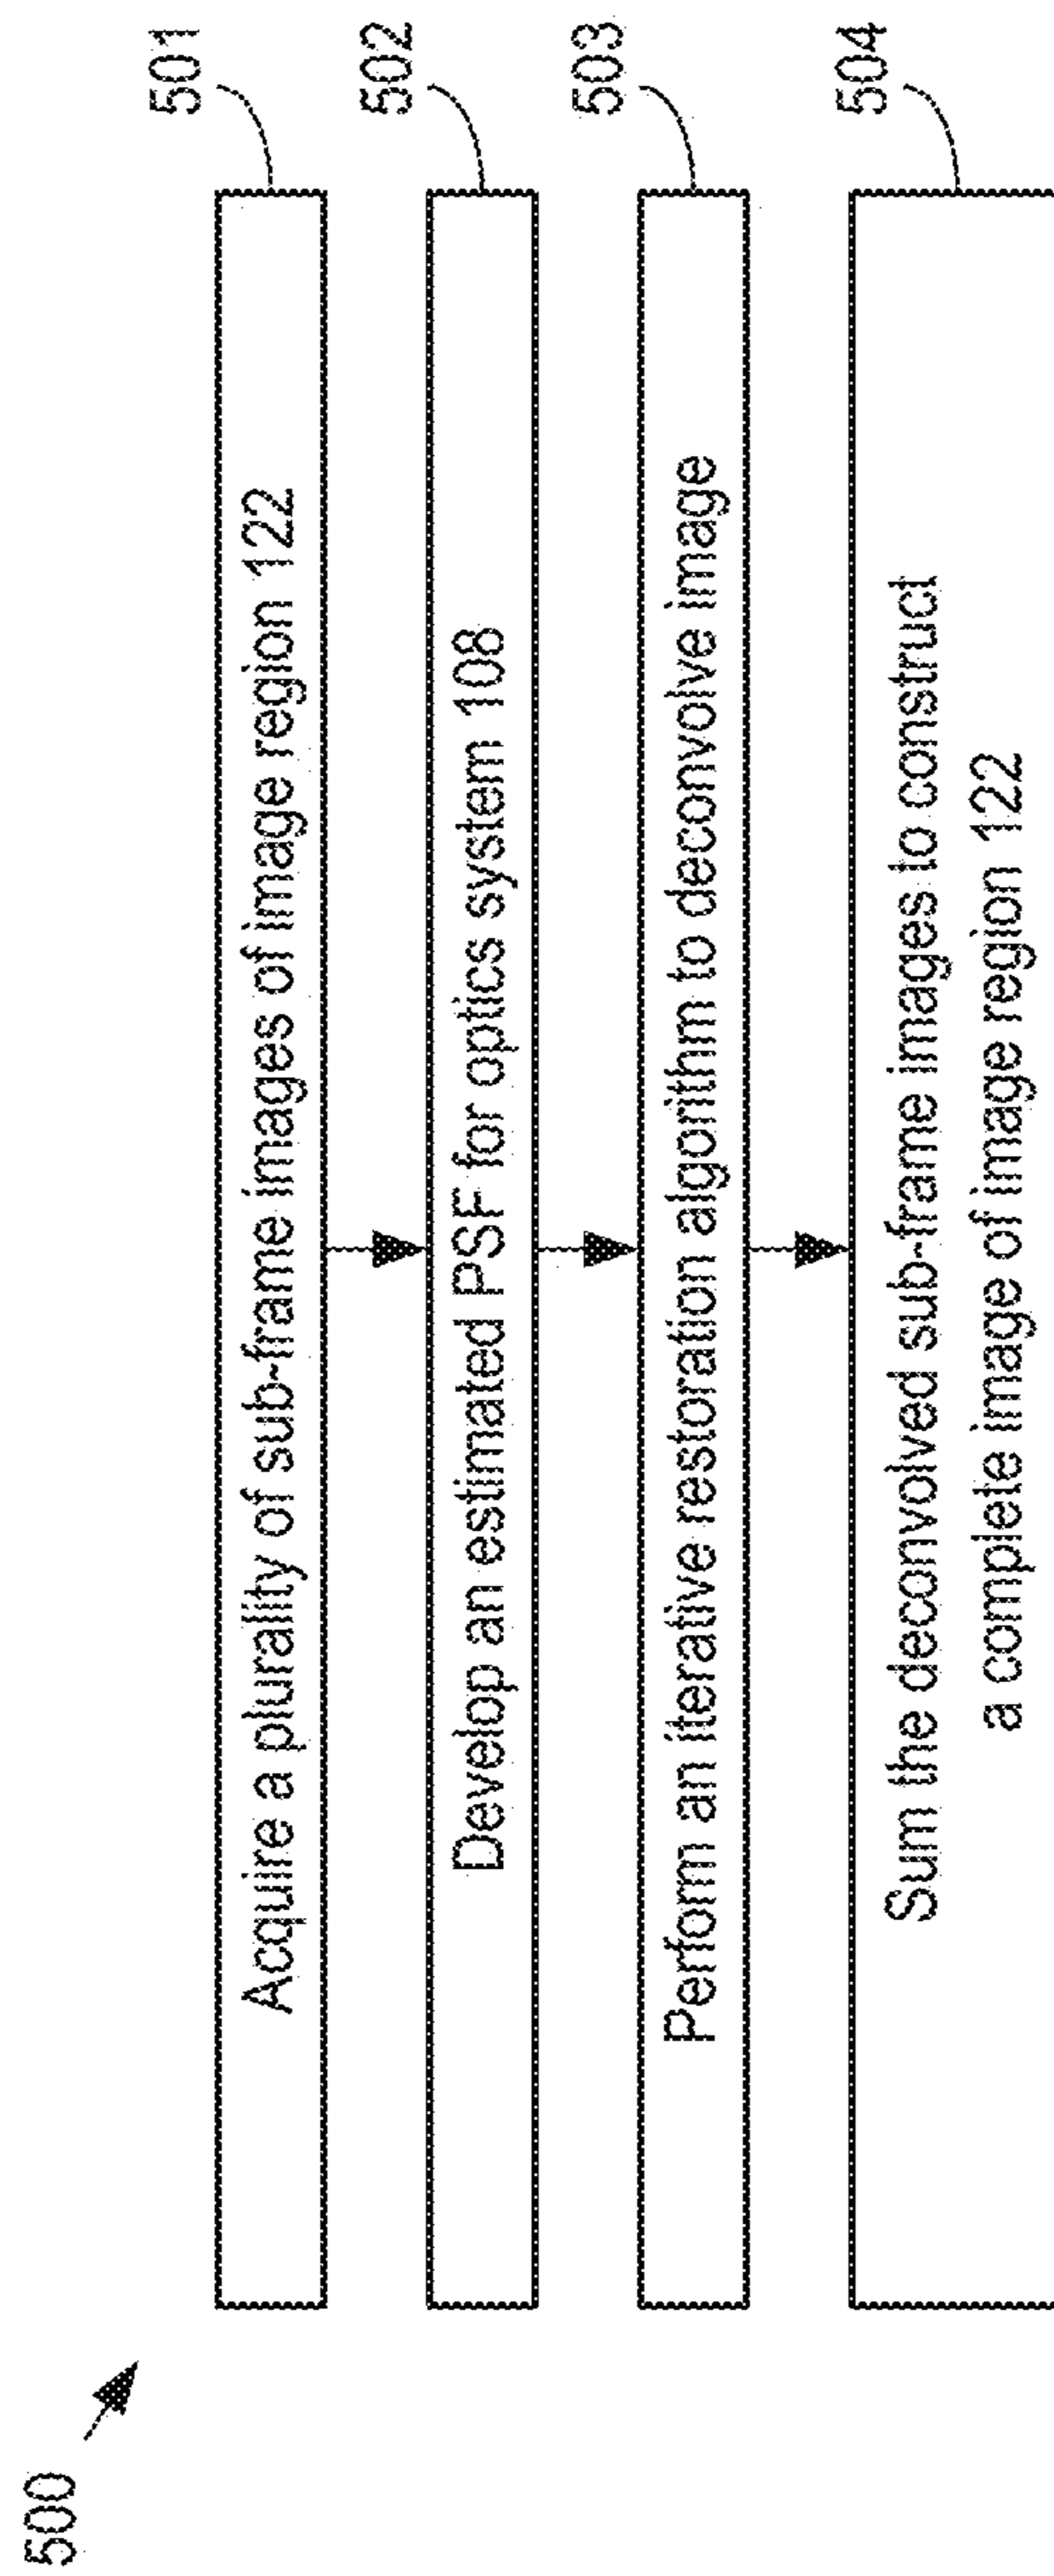 500
501
Acquire a plurality of sub-frame images of image region 122
502
Develop an estimated PSF for optics system 108
503
Perform an iterative restoration algorithm to deconvolve image
504
Sum the deconvolved sub-frame images to construct
a complete image of image region 122